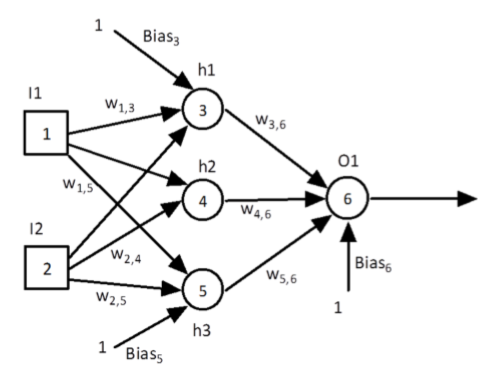 1
Bias3
h1
I1
w1,3
3
w3,6
1
h2
O1
w1,5
4
6
I2
w4,6
w2,4
2
5
w5,6
Bias6
w2,5
1
h3
1
Bias5